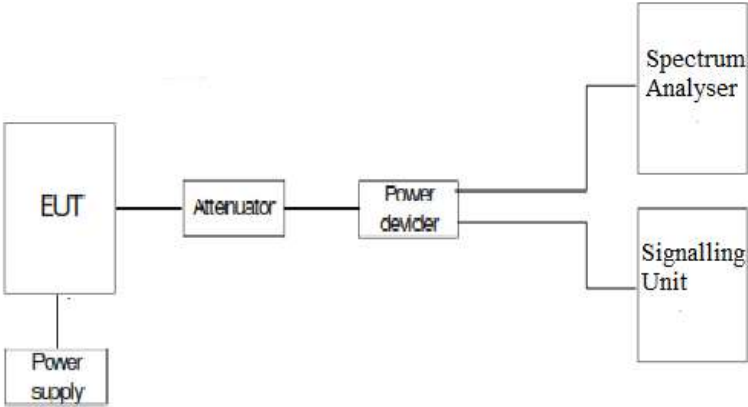 Spectrum
Analyser
EUT
Attenuator
Power
devider
Signalling
Unit
Power
supply